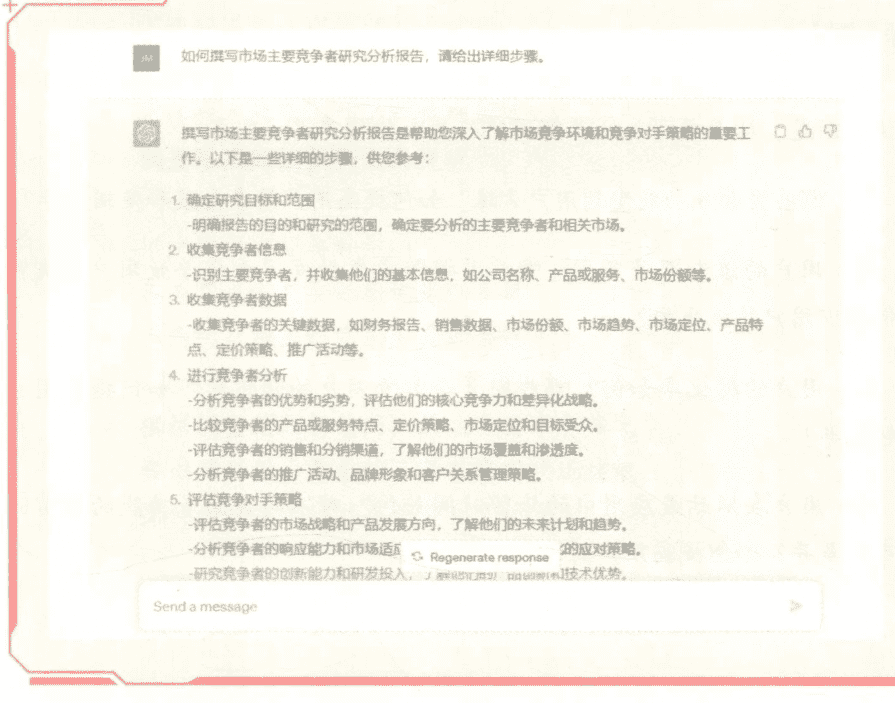 JM 如何撰写市场主要竞争者研究分析报告，请给出详细步骤。
撰写市场主要竞争者研究分析报告是帮助您深入了解市场竞争环境和竞争对手策略的重要工
作。以下是一些详细的步骤，供您参考：
1. 确定研究目标和范围
-明确报告的目的和研究的范围，确定要分析的主要竞争者和相关市场。
2. 收集竞争者信息
-识别主要竞争者，并收集他们的基本信息，如公司名称、产品或服务、市场份额等。
3. 收集竞争者数据
-收集竞争者的关键数据，如财务报告、销售数据、市场份额、市场趋势、市场定位、产品特
点、定价策略、推广活动等。
4. 进行竞争者分析
-分析竞争者的优势和劣势，评估他们的核心竞争力和差异化战略。
-比较竞争者的产品或服务特点、定价策略、市场定位和目标受众。
-评估竞争者的销售和分销渠道，了解他们的市场覆盖和渗透度。
-分析竞争者的推广活动、品牌形象和客户关系管理策略。
5. 评估竞争对手策略
-评估竞争者的市场战略和产品发展方向，了解他们的未来计划和趋势。
-分析竞争者的响应能力和市场适应 Regenerate response 的应对策略。
-研究竞争者的创新能力和研发投入，了解他们的产品创新和技术优势。
Send a message